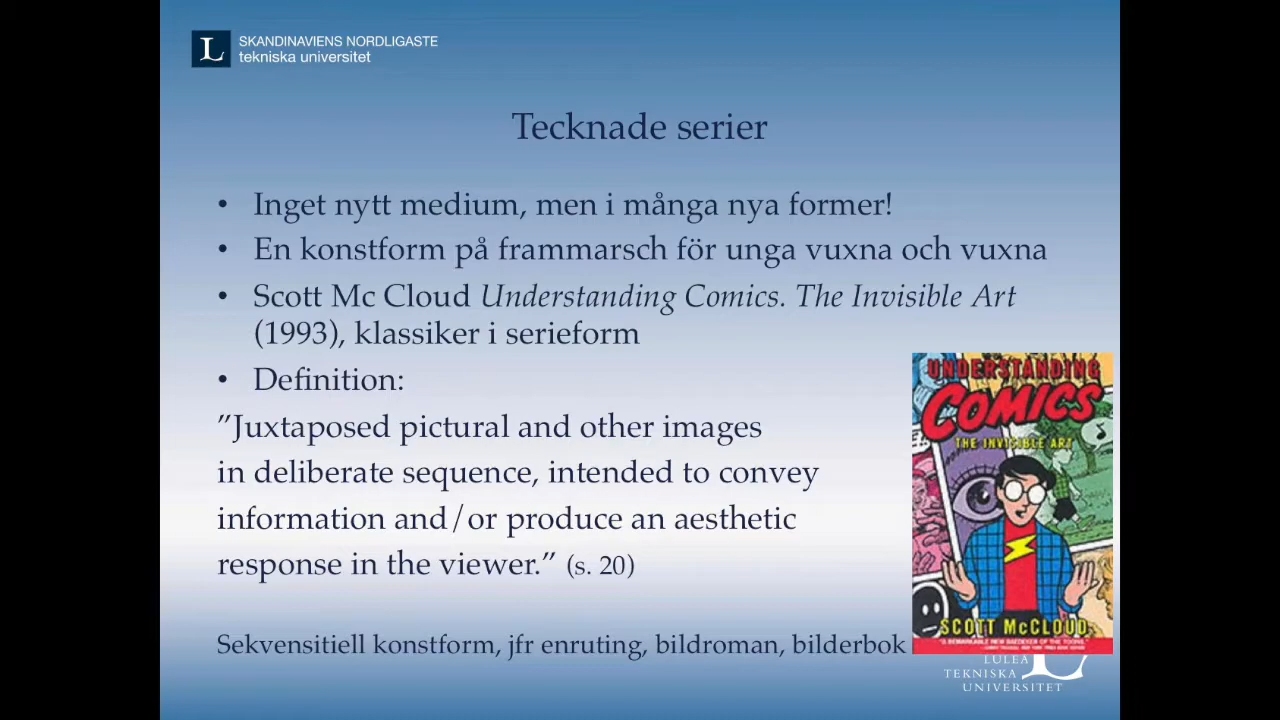 L SKANDINAVIENS NORDLIGASTE
tekniska universitet
Tecknade serier
• Inget nytt medium, men i många nya former!
• En konstform på frammarsch för unga vuxna och vuxna
• Scott Mc Cloud Understanding Comics. The Invisible Art
(1993), klassiker i serieform
• Definition:
”Juxtaposed pictural and other images
in deliberate sequence, intended to convey
information and/or produce an aesthetic
response in the viewer.” (s. 20)
Sekvensitiell konstform, jfr enruting, bildroman, bilderbok
UNDERSTANDING
COMICS
THE INVISIBLE ART
SCOTT McCLOUD
LULEÅ
TEKNISKA L
UNIVERSITET